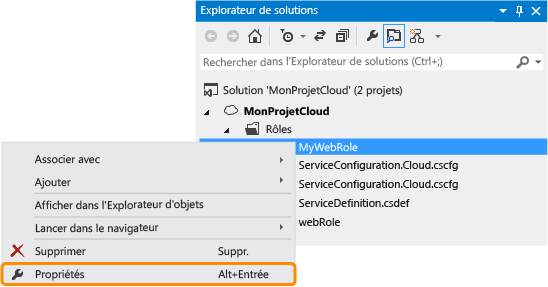 Explorateur de solutions
Rechercher dans l'Explorateur de solutions (Ctrl+;)
Solution 'MonProjetCloud' (2 projets)
MonProjetCloud
Rôles
MyWebRole
ServiceConfiguration.Cloud.cscfg
ServiceConfiguration.Cloud.cscfg
ServiceDefinition.csdef
webRole
Associer avec
Ajouter
Afficher dans l'Explorateur d'objets
Lancer dans le navigateur
Supprimer Suppr.
Propriétés Alt+Entrée